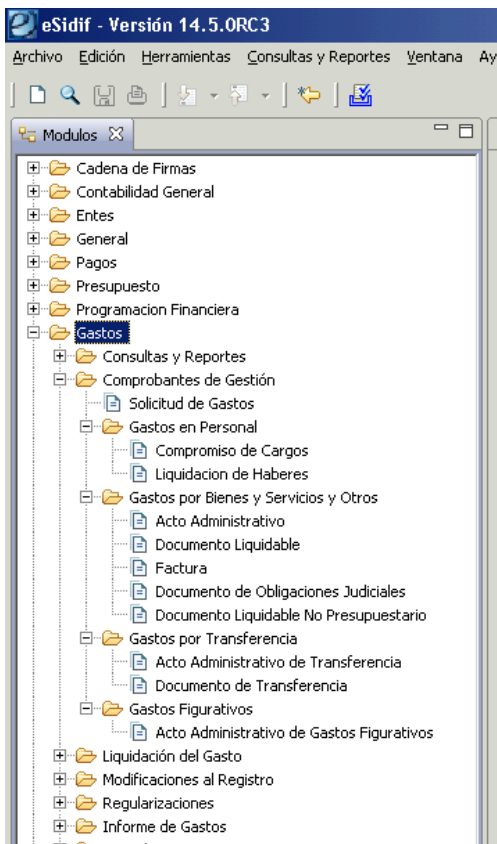 eSidif - Versión 14.5.0RC3
Archivo Edición Herramientas Consultas y Reportes Ventana Ay
Modulos
Cadena de Firmas
Contabilidad General
Entes
General
Pagos
Presupuesto
Programacion Financiera
Gastos
Consultas y Reportes
Comprobantes de Gestión
Solicitud de Gastos
Gastos en Personal
Compromiso de Cargos
Liquidacion de Haberes
Gastos por Bienes y Servicios y Otros
Acto Administrativo
Documento Liquidable
Factura
Documento de Obligaciones Judiciales
Documento Liquidable No Presupuestario
Gastos por Transferencia
Acto Administrativo de Transferencia
Documento de Transferencia
Gastos Figurativos
Acto Administrativo de Gastos Figurativos
Liquidación del Gasto
Modificaciones al Registro
Regularizaciones
Informe de Gastos